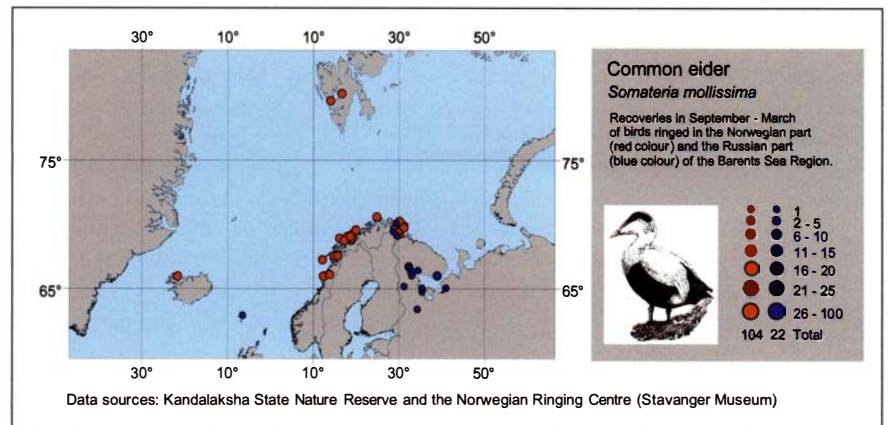 30° 10° 10° 30° 50°
75° 75°
65° 65°
30° 10° 10° 30° 50°
Common eider
Somateria mollissima
Recoveries in September - March
of birds ringed in the Norwegian part
(red colour) and the Russian part
(blue colour) of the Barents Sea Region.
1
2 - 5
6 - 10
11 - 15
16 - 20
21 - 25
26 - 100
104 22 Total
Data sources: Kandalaksha State Nature Reserve and the Norwegian Ringing Centre (Stavanger Museum)